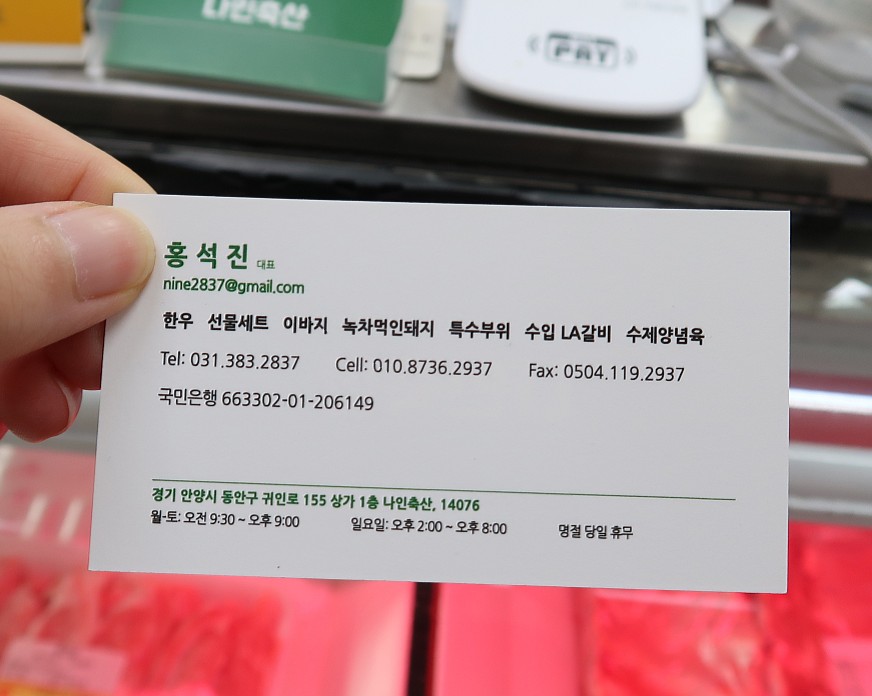 나인축산
PAY
홍석진 대표
nine2837@gmail.com
한우 선물세트 이바지 녹차먹인돼지 특수부위 수입 LA갈비 수제양념육
Tel: 031.383.2837 Cell: 010.8736.2937 Fax: 0504.119.2937
국민은행 663302-01-206149
경기 안양시 동안구 귀인로 155 상가 1층 나인축산, 14076
월-토: 오전 9:30 ~ 오후 9:00 일요일: 오후 2:00 ~ 오후 8:00 명절 당일 휴무